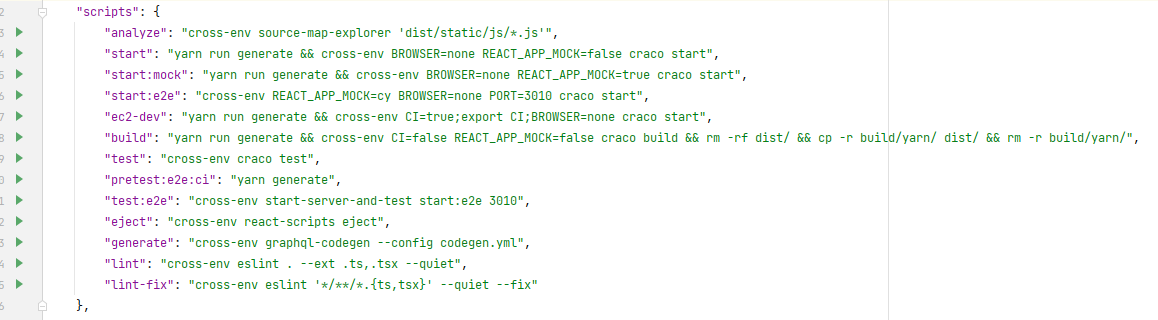 2 "scripts": {
3 "analyze": "cross-env source-map-explorer 'dist/static/js/*.js'",
4 "start": "yarn run generate && cross-env BROWSER=none REACT_APP_MOCK=false craco start",
5 "start:mock": "yarn run generate && cross-env BROWSER=none REACT_APP_MOCK=true craco start",
6 "start:e2e": "cross-env REACT_APP_MOCK=cy BROWSER=none PORT=3010 craco start",
7 "ec2-dev": "yarn run generate && cross-env CI=true;export CI;BROWSER=none craco start",
8 "build": "yarn run generate && cross-env CI=false REACT_APP_MOCK=false craco build && rm -rf dist/ && cp -r build/yarn/ dist/ && rm -r build/yarn/",
9 "test": "cross-env craco test",
0 "pretest:e2e:ci": "yarn generate",
1 "test:e2e": "cross-env start-server-and-test start:e2e 3010",
2 "eject": "cross-env react-scripts eject",
3 "generate": "cross-env graphql-codegen --config codegen.yml",
4 "lint": "cross-env eslint . --ext .ts,.tsx --quiet",
5 "lint-fix": "cross-env eslint '*/**/*.{ts,tsx}' --quiet --fix"
6 },